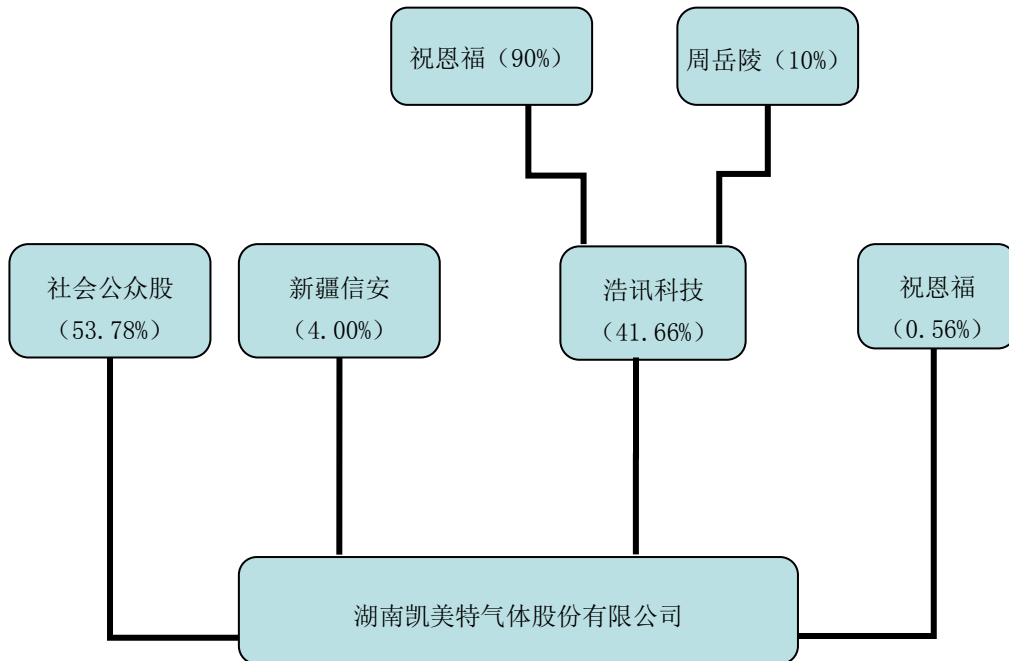 祝恩福（90%）
周岳陵（10%）
社会公众股
（53.78%）
新疆信安
（4.00%）
浩讯科技
（41.66%）
祝恩福
（0.56%）
湖南凯美特气体股份有限公司